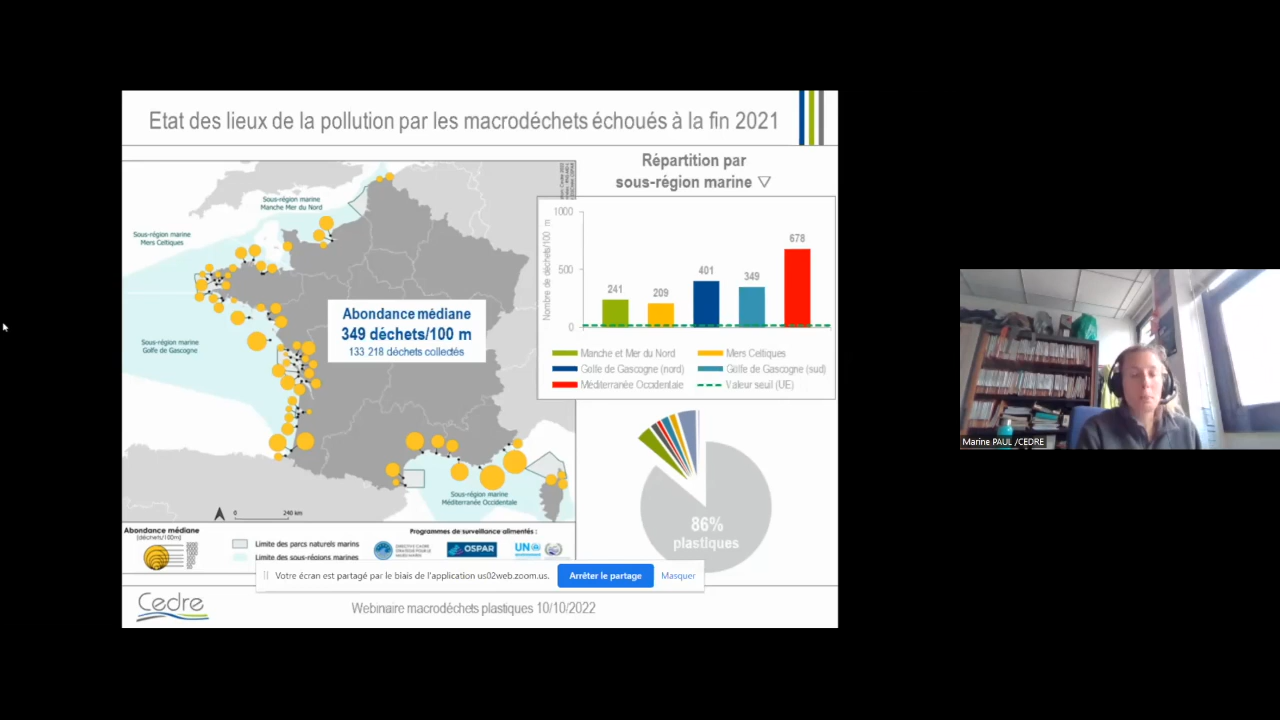 Etat des lieux de la pollution par les macrodéchets échoués à la fin 2021
Répartition par
sous-région marine
Sous-région marine
Manche Mer du Nord
Sous-région marine
Mers Celtiques
Sous-région marine
Golfe de Gascogne
Sous-région marine
Méditerranée Occidentale
Abondance médiane
349 déchets/100 m
133 218 déchets collectés
0
240 km
Nombre de déchets/100 m
1000
500
0
241
209
401
349
678
Manche et Mer du Nord
Mers Celtiques
Golfe de Gascogne (nord)
Golfe de Gascogne (sud)
Méditerranée Occidentale
Valeur seuil (UE)
86%
plastiques
Abondance médiane
(déchets/100m)
Limite des parcs naturels marins
Limite des sous-régions marines
Programmes de surveillance alimentés :
OSPAR
UN
Votre écran est partagé par le biais de l'application us02web.zoom.us.
Arrêter le partage
Masquer
Cedre
Webinaire macrodéchets plastiques 10/10/2022
Marine PAUL /CEDRE